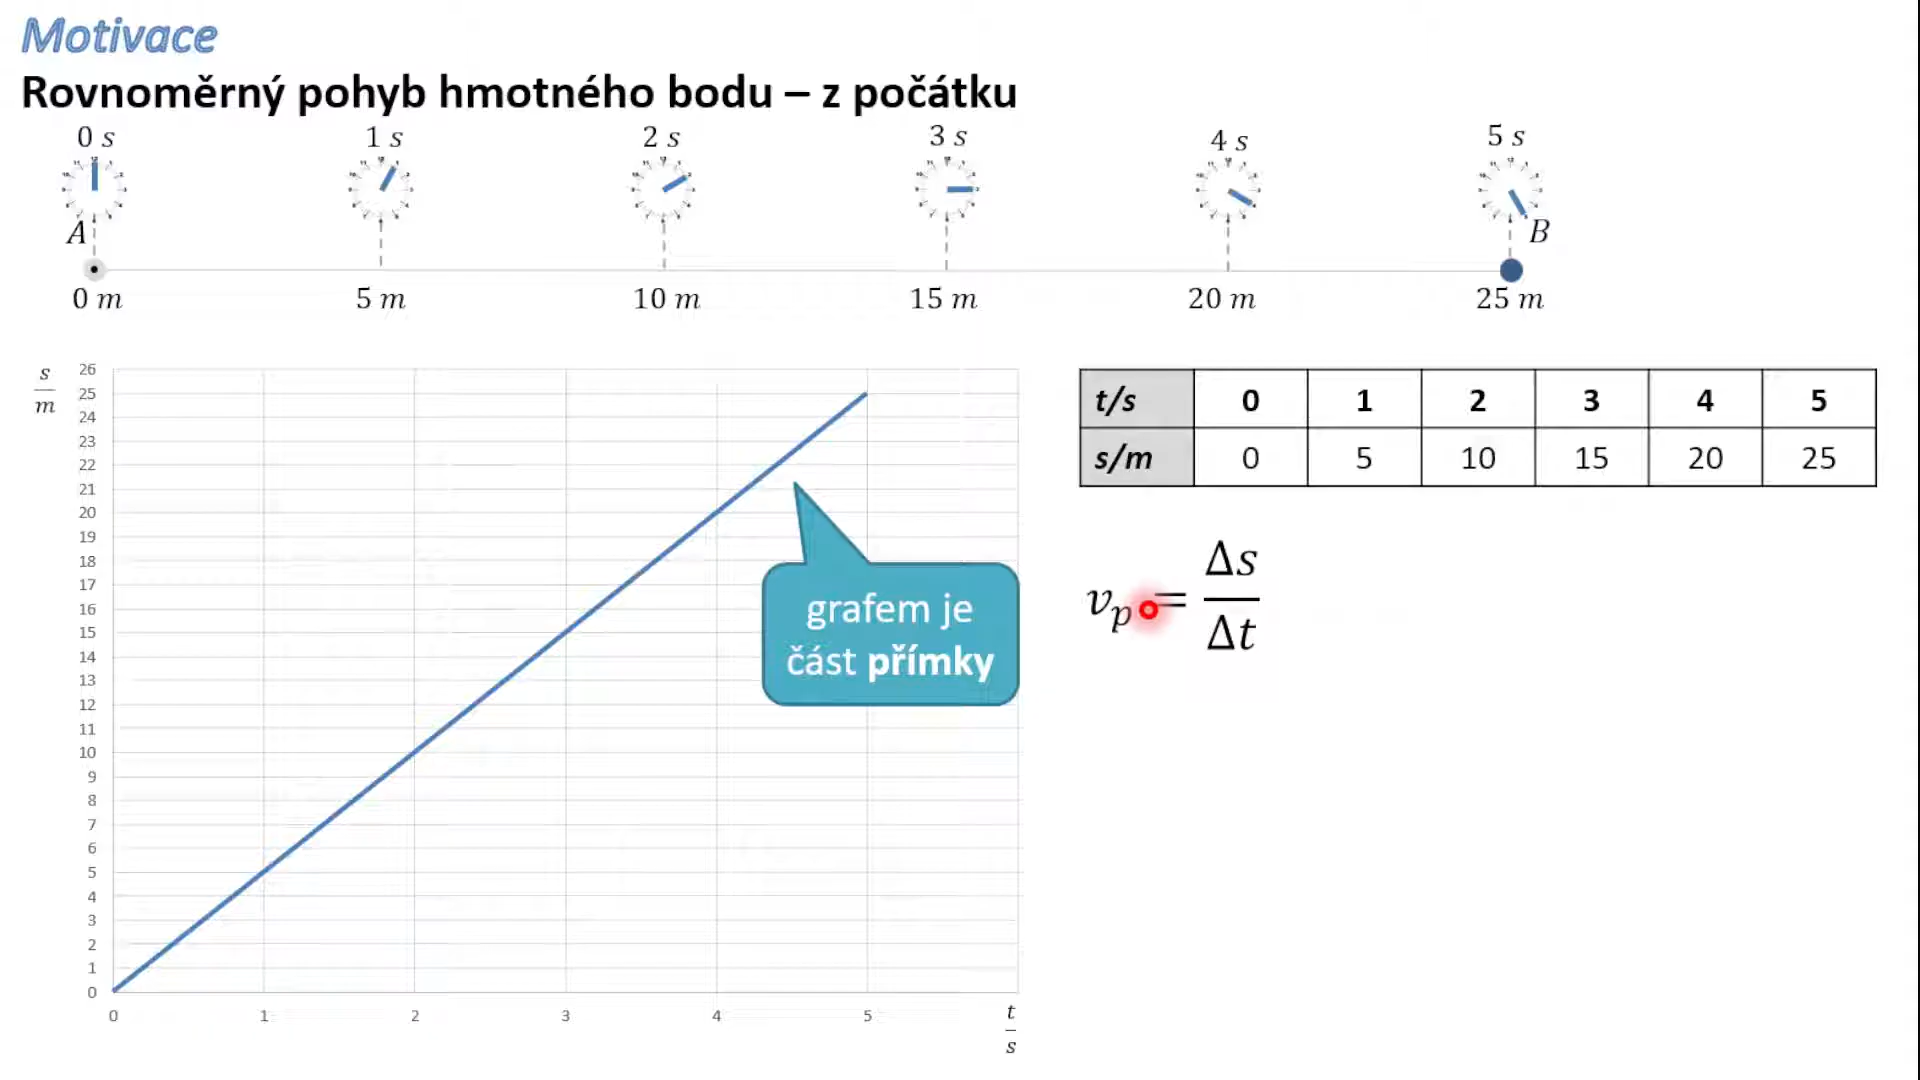 Motivace
Rovnoměrný pohyb hmotného bodu – z počátku
0 s 1 s 2 s 3 s 4 s 5 s
A B
0 m 5 m 10 m 15 m 20 m 25 m
s/m
26
25
24
23
22
21
20
19
18
17
16
15
14
13
12
11
10
9
8
7
6
5
4
3
2
1
0
0 1 2 3 4 5
t/s
grafem je
část přímky
t/s 0 1 2 3 4 5
s/m 0 5 10 15 20 25
v_p = Δs/Δt